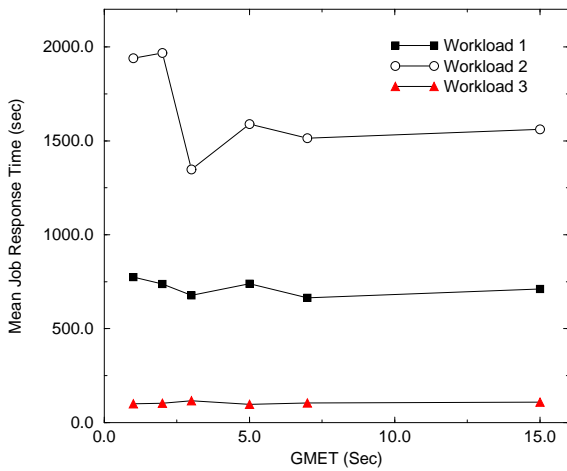 2000.0
1500.0
1000.0
500.0
0.0
Mean Job Response Time (sec)
Workload 1
Workload 2
Workload 3
0.0 5.0 10.0 15.0
GMET (Sec)